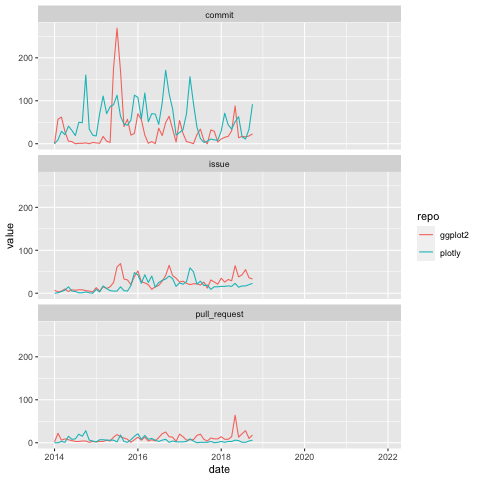 commit
200
100
0
issue
200
100
0
value
pull_request
200
100
0
2014
2016
2018
2020
2022
date
repo
ggplot2
plotly